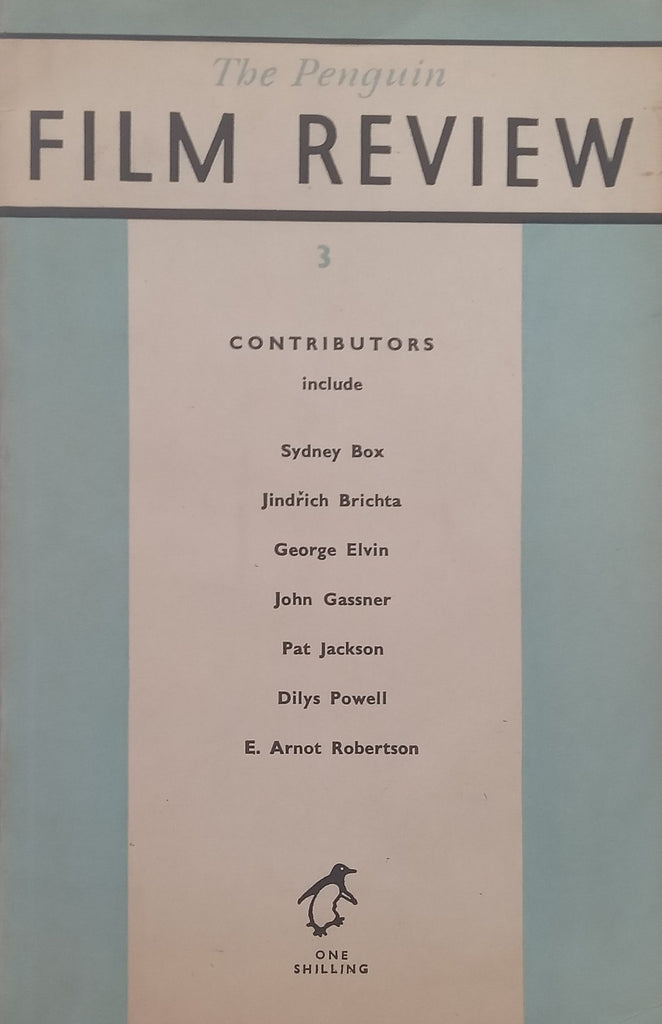 The Penguin
FILM REVIEW
3
CONTRIBUTORS
include
Sydney Box
Jindřich Brichta
George Elvin
John Gassner
Pat Jackson
Dilys Powell
E. Arnot Robertson
ONE
SHILLING